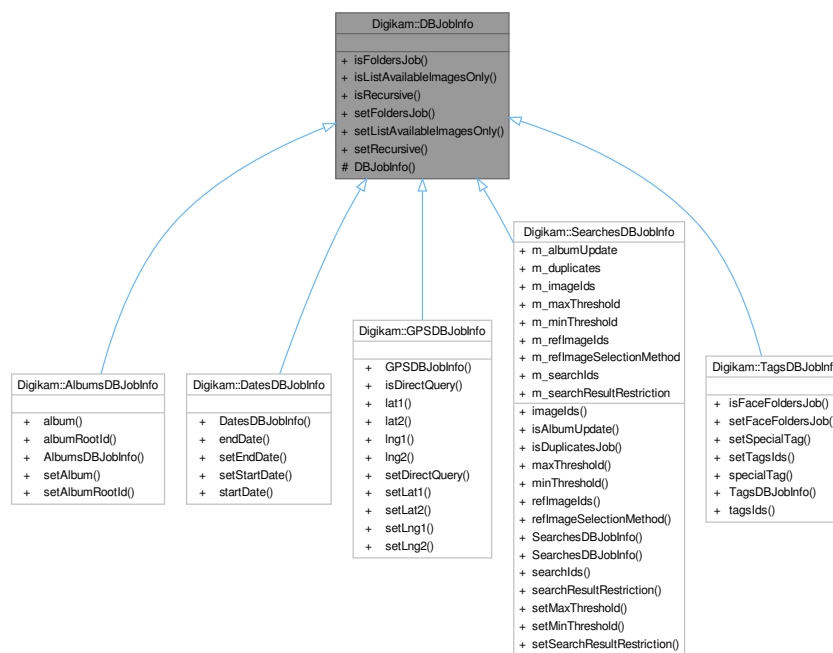 Digikam::DBJobInfo
+ isFoldersJob()
+ isListAvailableImagesOnly()
+ isRecursive()
+ setFoldersJob()
+ setListAvailableImagesOnly()
+ setRecursive()
# DBJobInfo()
Digikam::AlbumsDBJobInfo
+ album()
+ albumRootId()
+ AlbumsDBJobInfo()
+ setAlbum()
+ setAlbumRootId()
Digikam::DatesDBJobInfo
+ DatesDBJobInfo()
+ endDate()
+ setEndDate()
+ setStartDate()
+ startDate()
Digikam::GPSDBJobInfo
+ GPSDBJobInfo()
+ isDirectQuery()
+ lat1()
+ lat2()
+ lng1()
+ lng2()
+ setDirectQuery()
+ setLat1()
+ setLat2()
+ setLng1()
+ setLng2()
Digikam::SearchesDBJobInfo
+ m_albumUpdate
+ m_duplicates
+ m_imageIds
+ m_maxThreshold
+ m_minThreshold
+ m_refImageIds
+ m_refImageSelectionMethod
+ m_searchIds
+ m_searchResultRestriction
+ imageIds()
+ isAlbumUpdate()
+ isDuplicatesJob()
+ maxThreshold()
+ minThreshold()
+ refImageIds()
+ refImageSelectionMethod()
+ SearchesDBJobInfo()
+ SearchesDBJobInfo()
+ searchIds()
+ searchResultRestriction()
+ setMaxThreshold()
+ setMinThreshold()
+ setSearchResultRestriction()
Digikam::TagsDBJobInfo
+ isFaceFoldersJob()
+ setFaceFoldersJob()
+ setSpecialTag()
+ setTagsIds()
+ specialTag()
+ TagsDBJobInfo()
+ tagsIds()